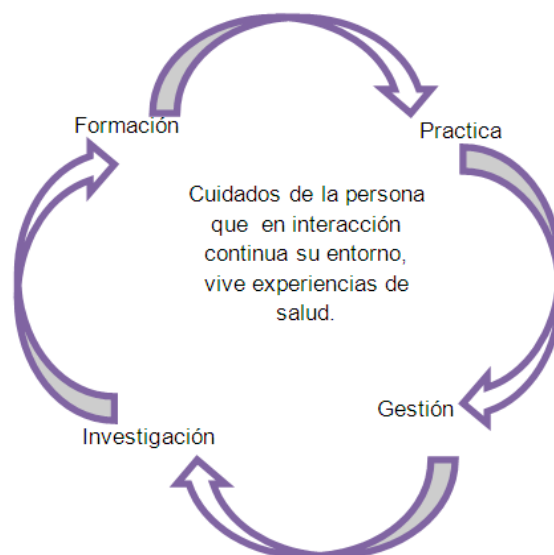 Formación
Practica
Cuidados de la persona
que en interacción
continua su entorno,
vive experiencias de
salud.
Gestión
Investigación